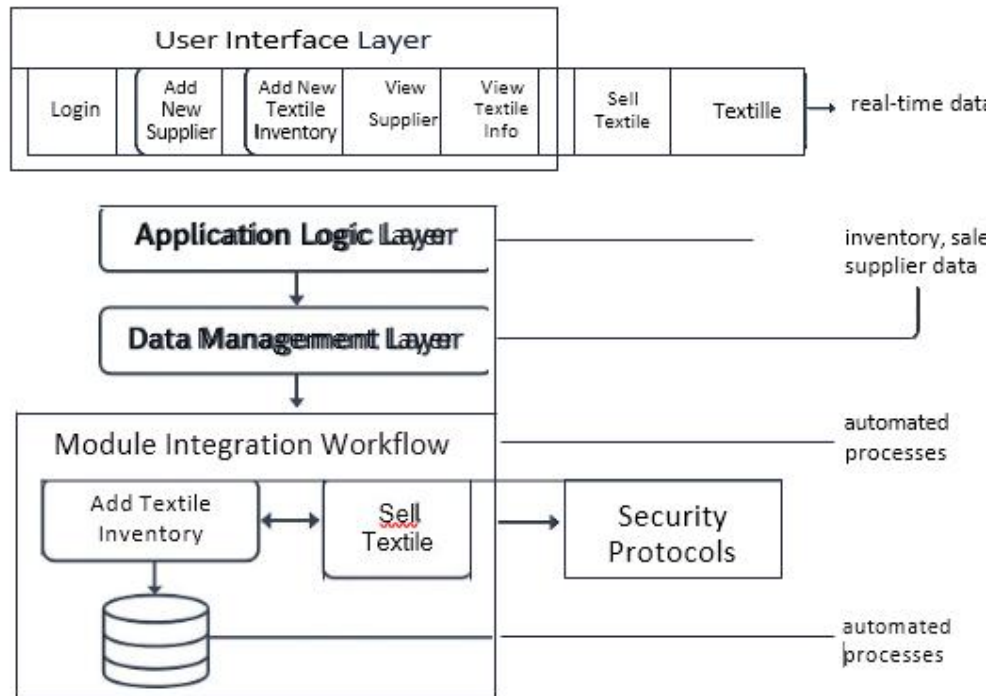 User Interface Layer
Login
Add
New
Supplier
Add New
Textile
Inventory
View
Supplier
View
Textile
Info
Sell
Textile
Textille
real-time data
Application Logic Layer
inventory, sale
supplier data
Data Management Layer
Module Integration Workflow
automated
processes
Add Textile
Inventory
Sell
Textile
Security
Protocols
automated
processes